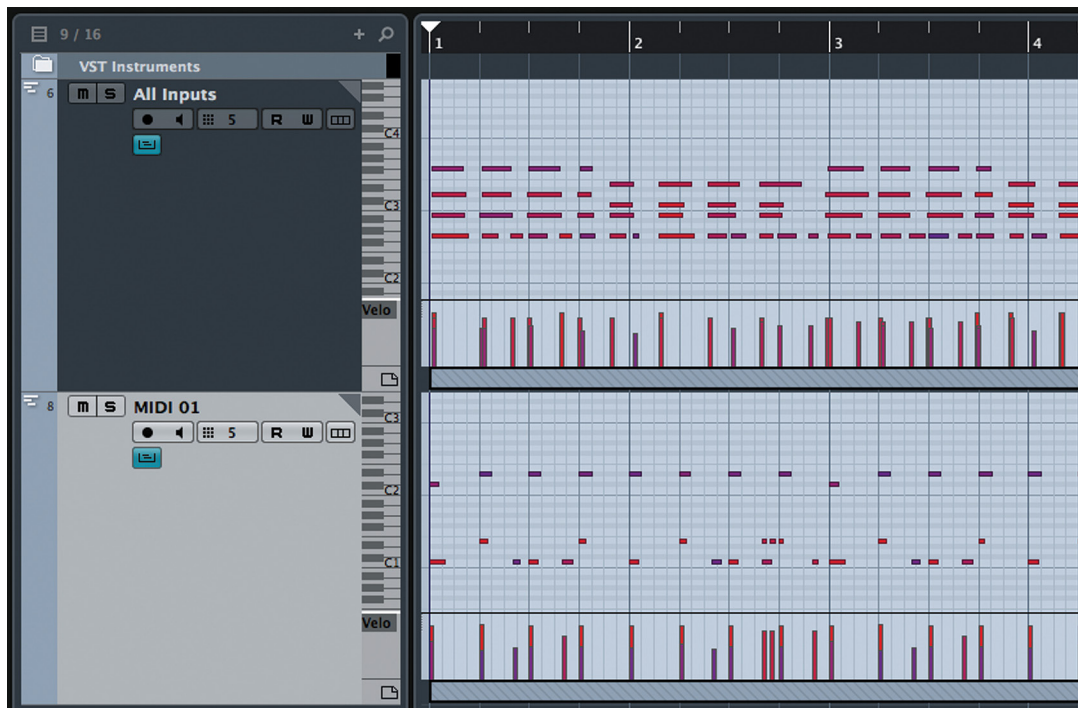 9 / 16 +
1 2 3 4
VST Instruments
6 m S All Inputs
5 R W
C4
C3
C2
Velo
8 m S MIDI 01
5 R W
C3
C2
C1
Velo